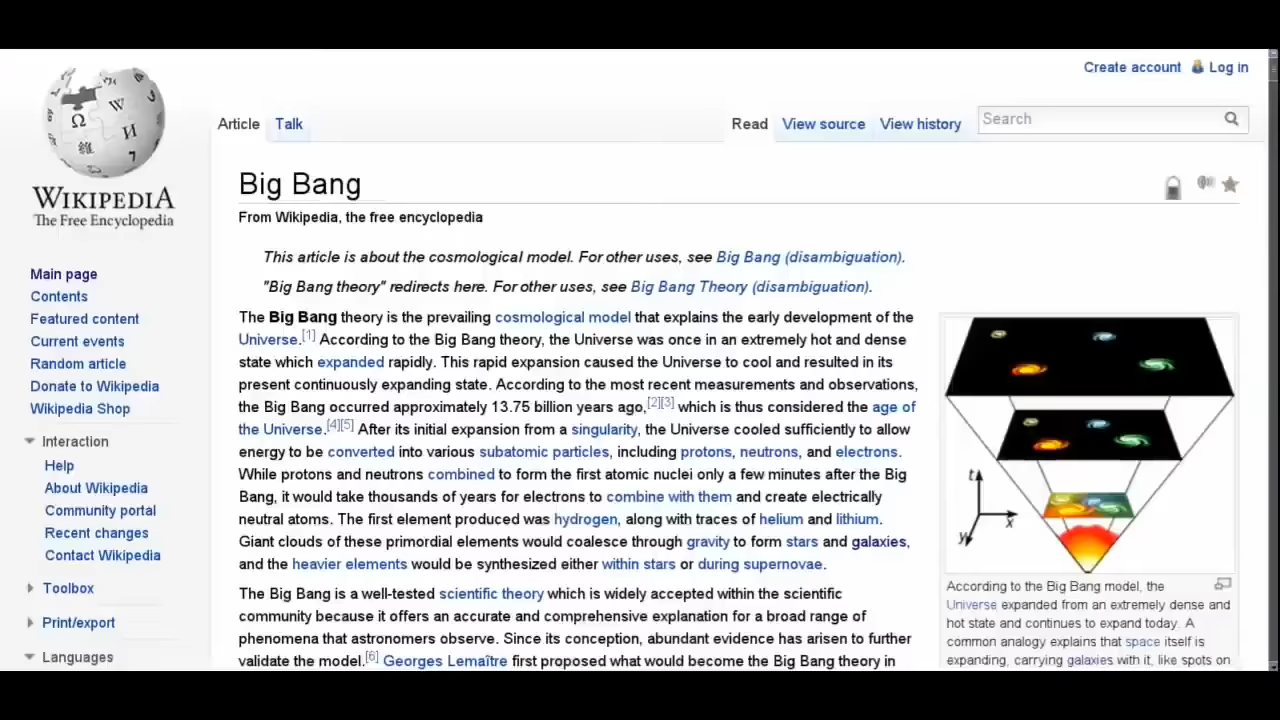 Create account Log in
Article Talk Read View source View history Search
WIKIPEDIA
The Free Encyclopedia
Main page
Contents
Featured content
Current events
Random article
Donate to Wikipedia
Wikipedia Shop
Interaction
Help
About Wikipedia
Community portal
Recent changes
Contact Wikipedia
Toolbox
Print/export
Languages
Big Bang
From Wikipedia, the free encyclopedia
This article is about the cosmological model. For other uses, see Big Bang (disambiguation).
"Big Bang theory" redirects here. For other uses, see Big Bang Theory (disambiguation).
The Big Bang theory is the prevailing cosmological model that explains the early development of the
Universe.[1] According to the Big Bang theory, the Universe was once in an extremely hot and dense
state which expanded rapidly. This rapid expansion caused the Universe to cool and resulted in its
present continuously expanding state. According to the most recent measurements and observations,
the Big Bang occurred approximately 13.75 billion years ago,[2][3] which is thus considered the age of
the Universe.[4][5] After its initial expansion from a singularity, the Universe cooled sufficiently to allow
energy to be converted into various subatomic particles, including protons, neutrons, and electrons.
While protons and neutrons combined to form the first atomic nuclei only a few minutes after the Big
Bang, it would take thousands of years for electrons to combine with them and create electrically
neutral atoms. The first element produced was hydrogen, along with traces of helium and lithium.
Giant clouds of these primordial elements would coalesce through gravity to form stars and galaxies,
and the heavier elements would be synthesized either within stars or during supernovae.
The Big Bang is a well-tested scientific theory which is widely accepted within the scientific
community because it offers an accurate and comprehensive explanation for a broad range of
phenomena that astronomers observe. Since its conception, abundant evidence has arisen to further
validate the model.[6] Georges Lemaître first proposed what would become the Big Bang theory in
t
x
y
According to the Big Bang model, the
Universe expanded from an extremely dense and
hot state and continues to expand today. A
common analogy explains that space itself is
expanding, carrying galaxies with it, like spots on